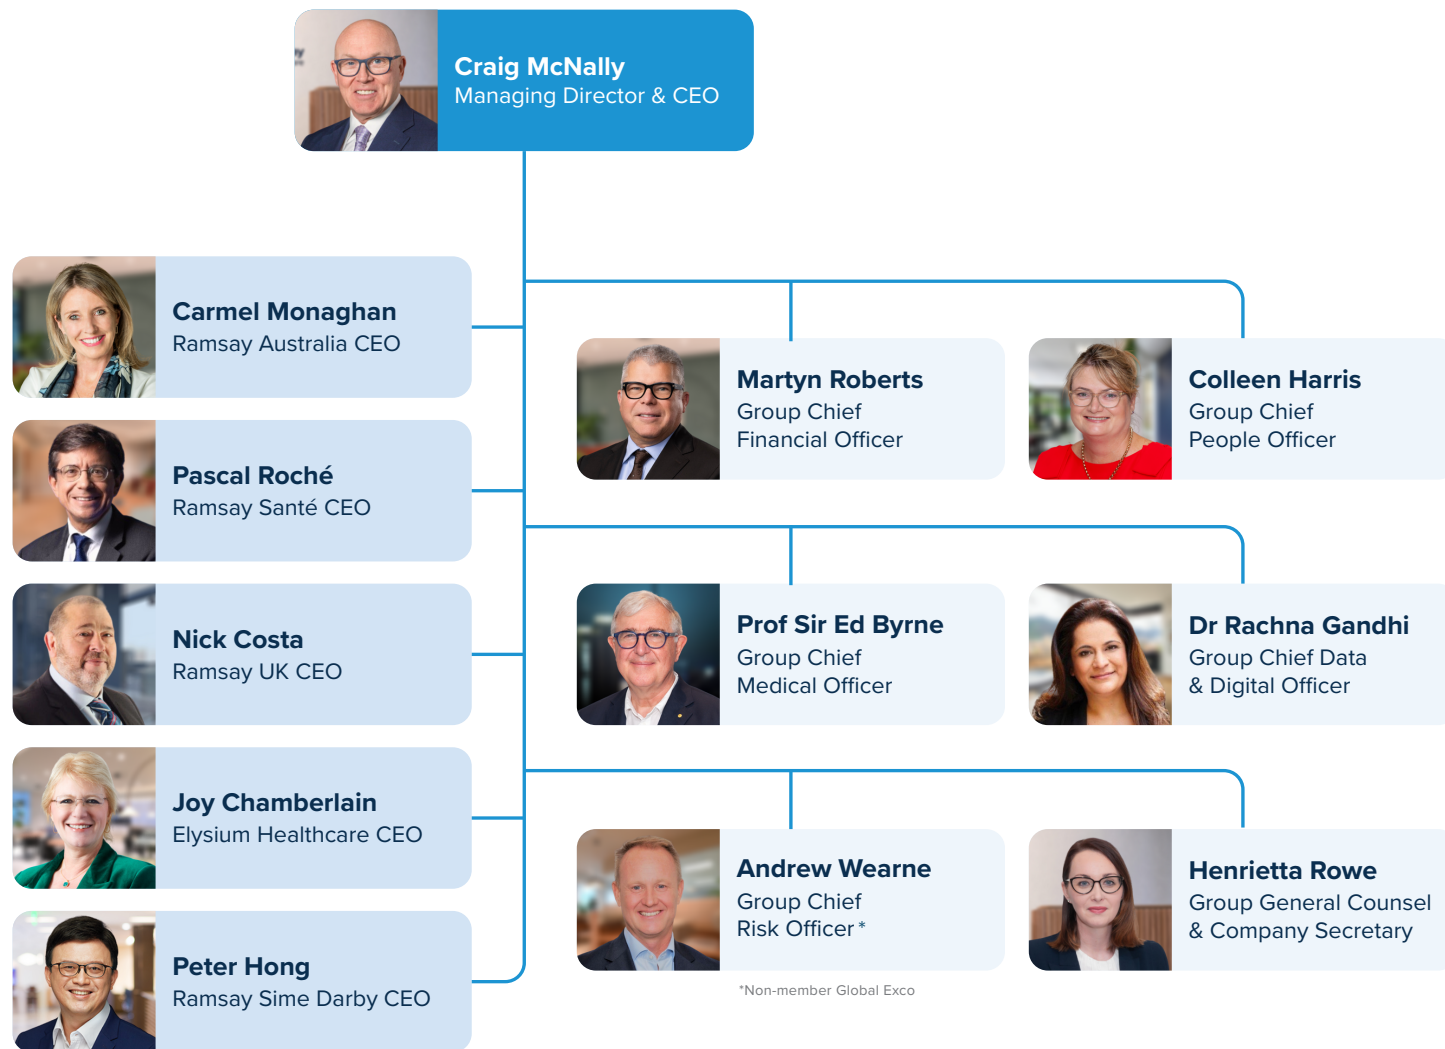 Craig McNally
Managing Director & CEO
Carmel Monaghan
Ramsay Australia CEO
Pascal Roché
Ramsay Santé CEO
Nick Costa
Ramsay UK CEO
Joy Chamberlain
Elysium Healthcare CEO
Peter Hong
Ramsay Sime Darby CEO
Martyn Roberts
Group Chief
Financial Officer
Colleen Harris
Group Chief
People Officer
Prof Sir Ed Byrne
Group Chief
Medical Officer
Dr Rachna Gandhi
Group Chief Data
& Digital Officer
Andrew Wearne
Group Chief
Risk Officer *
Henrietta Rowe
Group General Counsel
& Company Secretary
*Non-member Global Exco